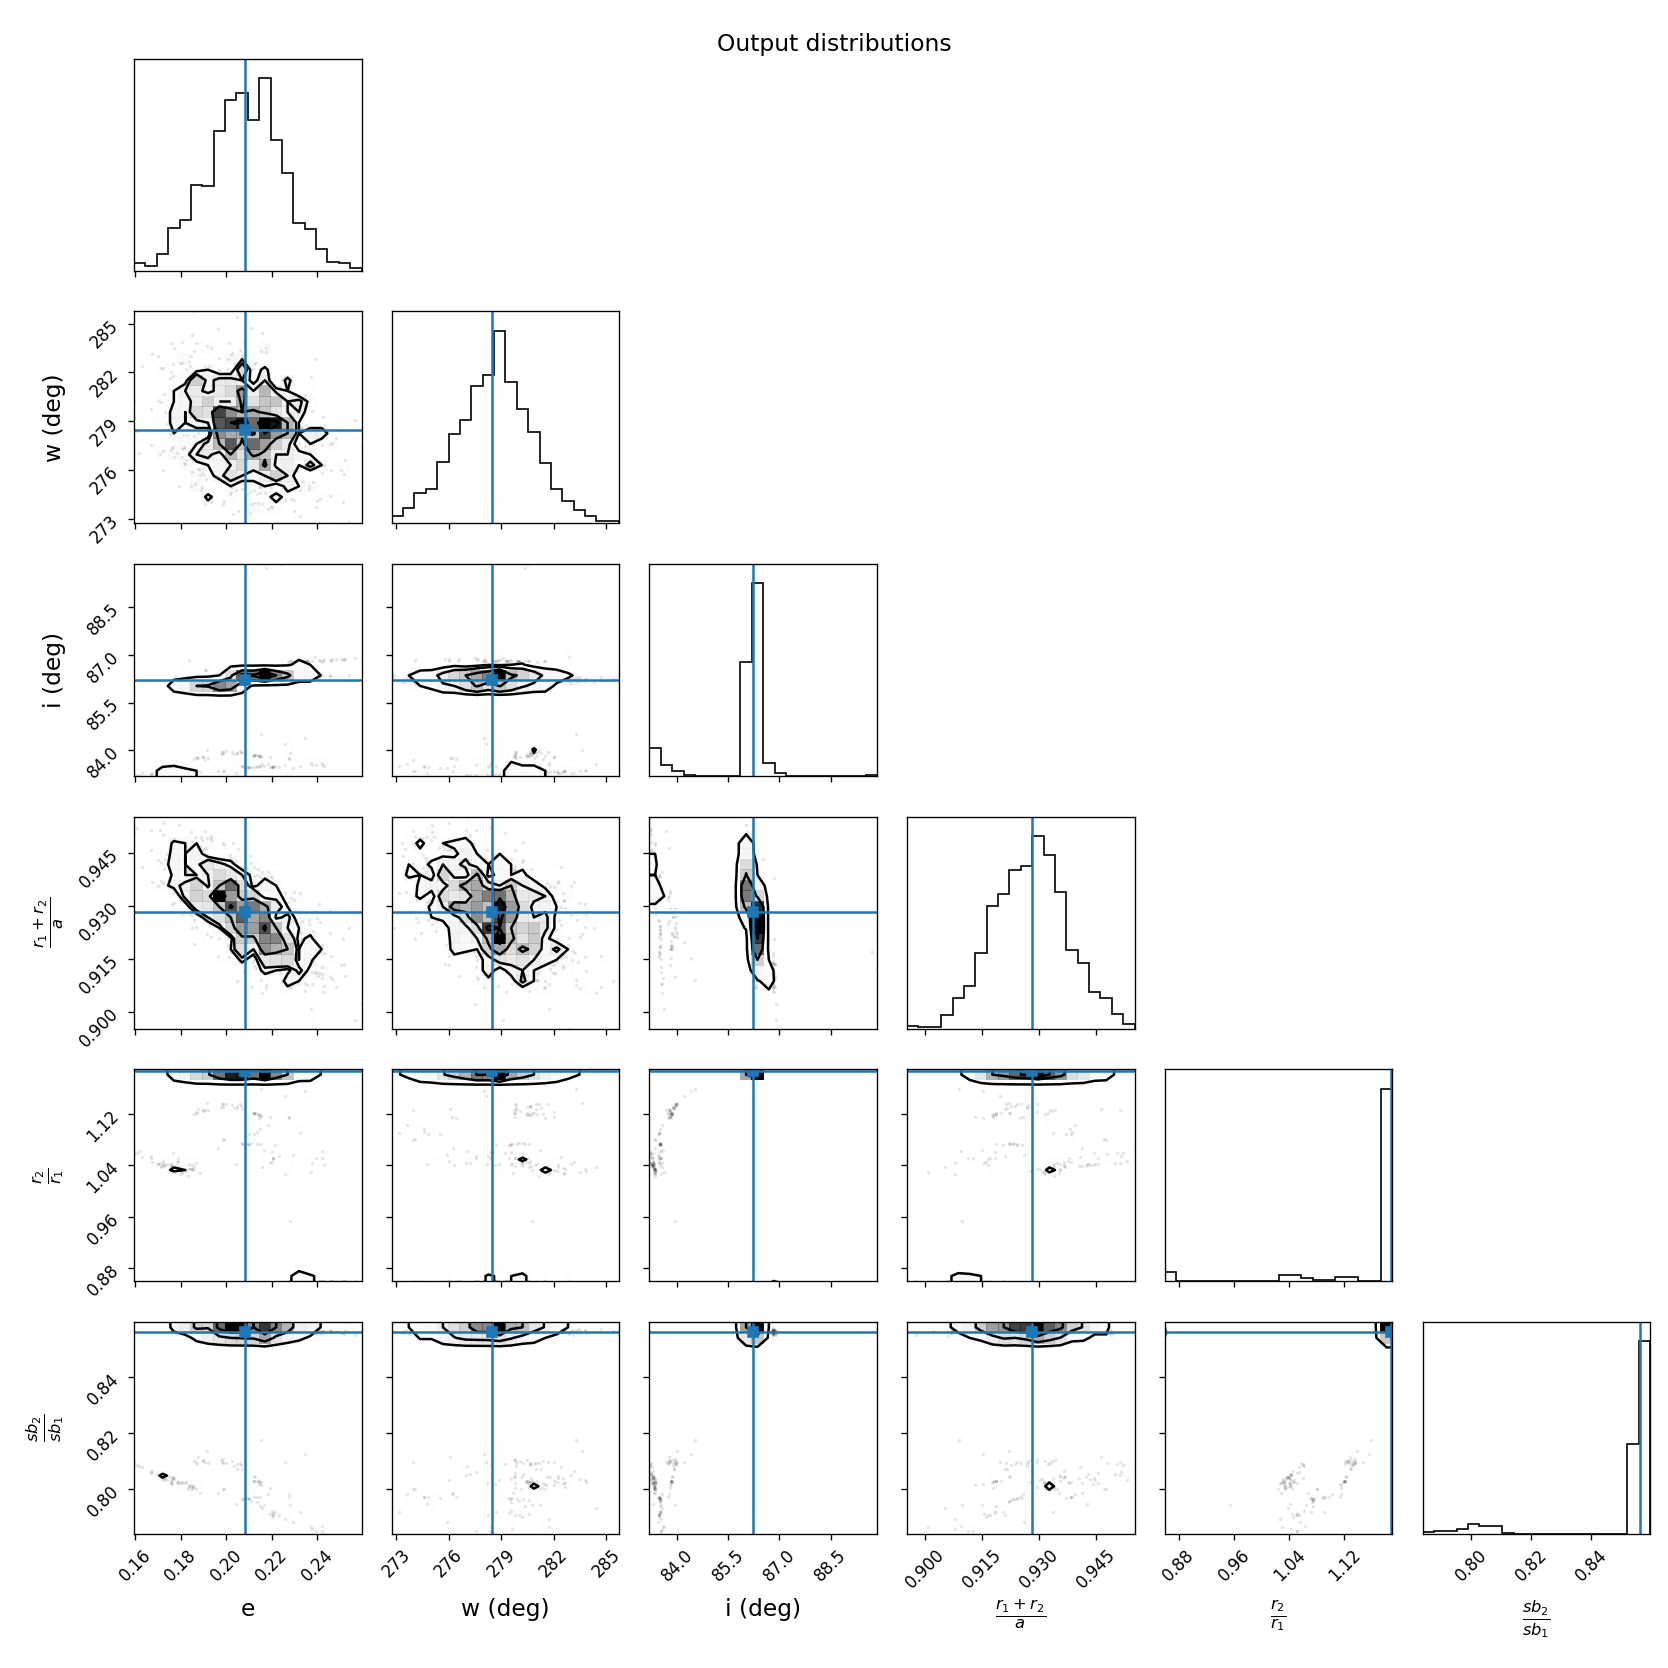 Output distributions
w (deg)
285
282
279
276
273
i (deg)
88.5
87.0
85.5
84.0
r₁ + r₂
a
0.945
0.930
0.915
0.900
r₂
r₁
1.12
1.04
0.96
0.88
sb₂
sb₁
0.84
0.82
0.80
0.16 0.18 0.20 0.22 0.24 273 276 279 282 285 84.0 85.5 87.0 88.5 0.900 0.915 0.930 0.945 0.88 0.96 1.04 1.12 0.80 0.82 0.84
e w (deg) i (deg) r₁ + r₂ r₂ sb₂
a r₁ sb₁